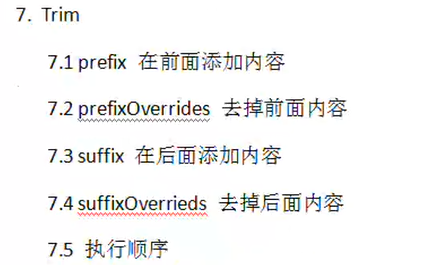 7. Trim
7.1 prefix 在前面添加内容
7.2 prefixOverrides 去掉前面内容
7.3 suffix 在后面添加内容
7.4 suffixOverrieds 去掉后面内容
7.5 执行顺序